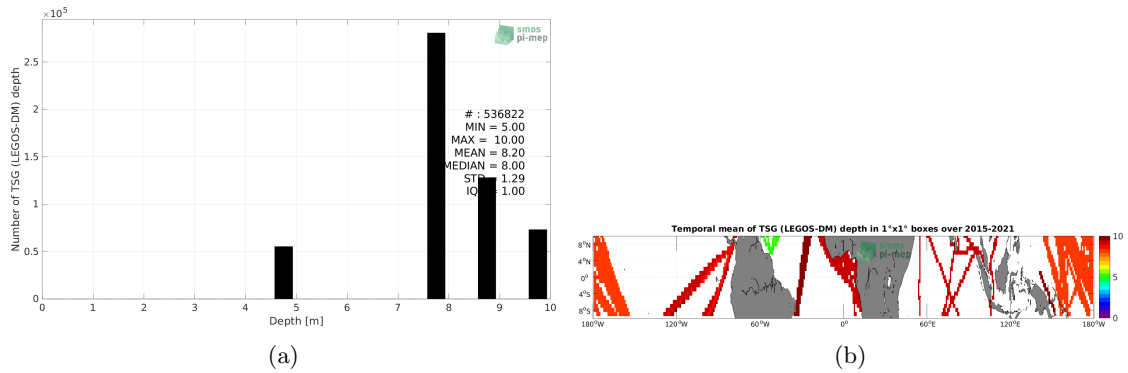 ×10⁵
smos
pi-mep
2.5
2
1.5
1
0.5
0
Number of TSG (LEGOS-DM) depth
# : 536822
MIN = 5.00
MAX = 10.00
MEAN = 8.20
MEDIAN = 8.00
STD = 1.29
= 1.00
0 1 2 3 4 5 6 7 8 9 10
Depth [m]
(a)
Temporal mean of TSG (LEGOS-DM) depth in 1°x1° boxes over 2015-2021
smos
pi-mep
8°N
4°N
0°
4°S
8°S
180°W 120°W 60°W 0° 60°E 120°E 180°W
10
5
0
(b)